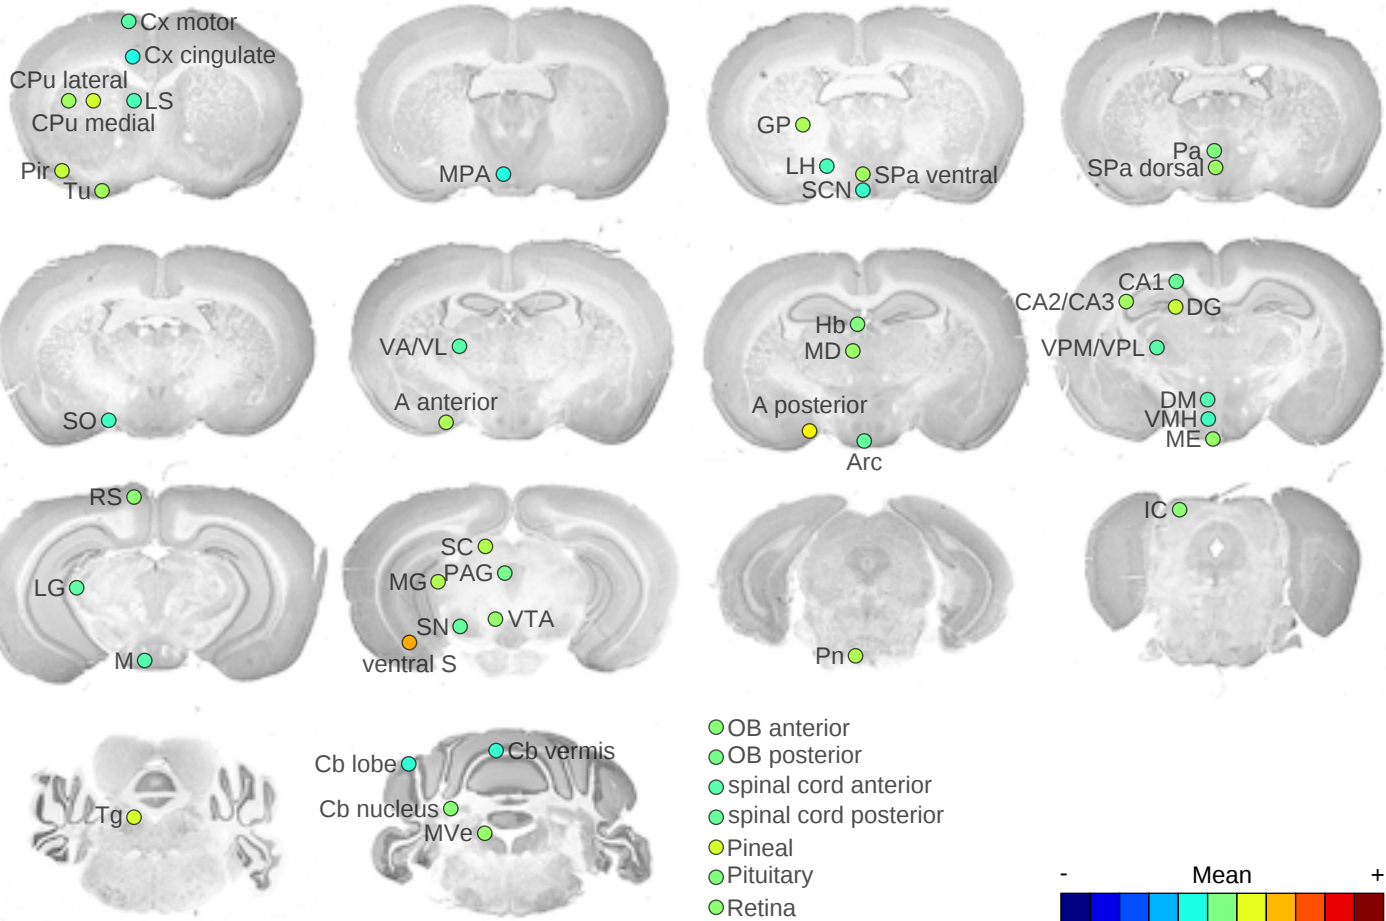 Cx motor
Cx cingulate
CPu lateral
LS
CPu medial
Pir
Tu
MPA
GP
LH
SPa ventral
SCN
Pa
SPa dorsal
SO
VA/VL
A anterior
Hb
MD
A posterior
Arc
CA1
CA2/CA3
DG
VPM/VPL
DM
VMH
ME
RS
LG
M
SC
MG
PAG
SN
VTA
ventral S
Pn
IC
Tg
Cb lobe
Cb vermis
Cb nucleus
MVe
OB anterior
OB posterior
spinal cord anterior
spinal cord posterior
Pineal
Pituitary
Retina
- Mean +